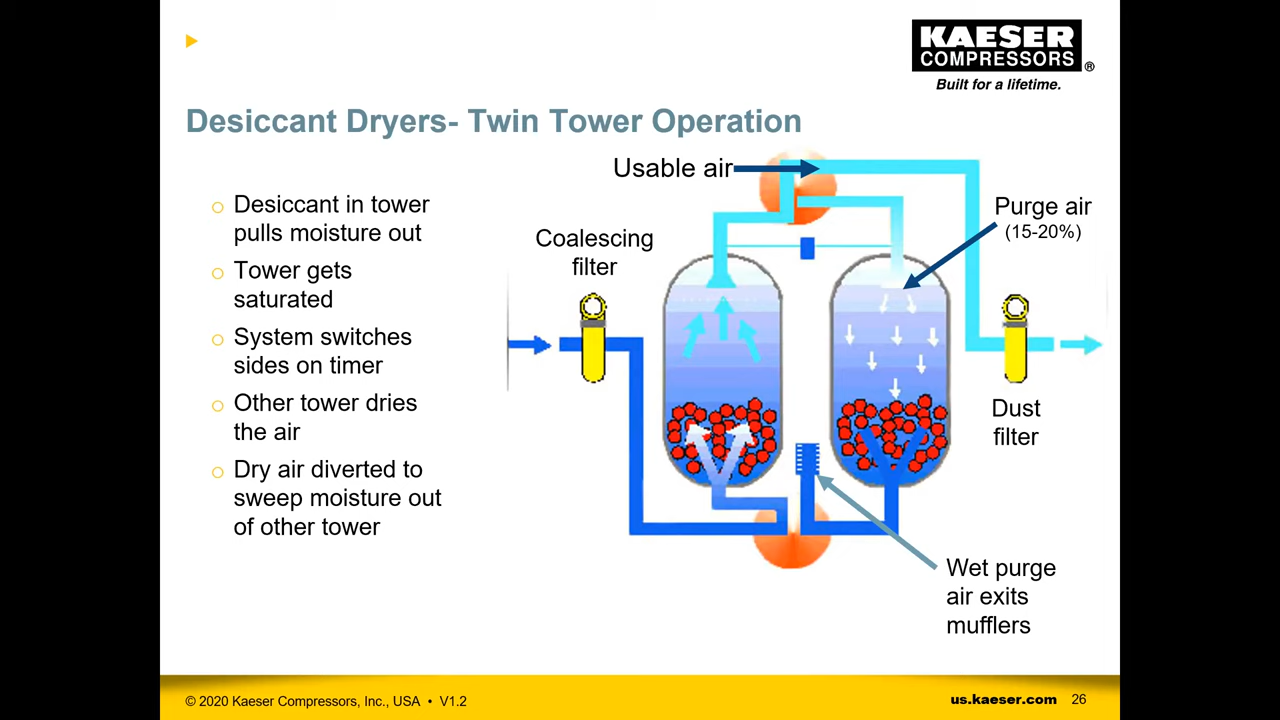 KAESER
COMPRESSORS
®
Built for a lifetime.
Desiccant Dryers- Twin Tower Operation
Desiccant in tower
pulls moisture out
Tower gets
saturated
System switches
sides on timer
Other tower dries
the air
Dry air diverted to
sweep moisture out
of other tower
Usable air
Coalescing
filter
Purge air
(15-20%)
Dust
filter
Wet purge
air exits
mufflers
© 2020 Kaeser Compressors, Inc., USA • V1.2
us.kaeser.com 26